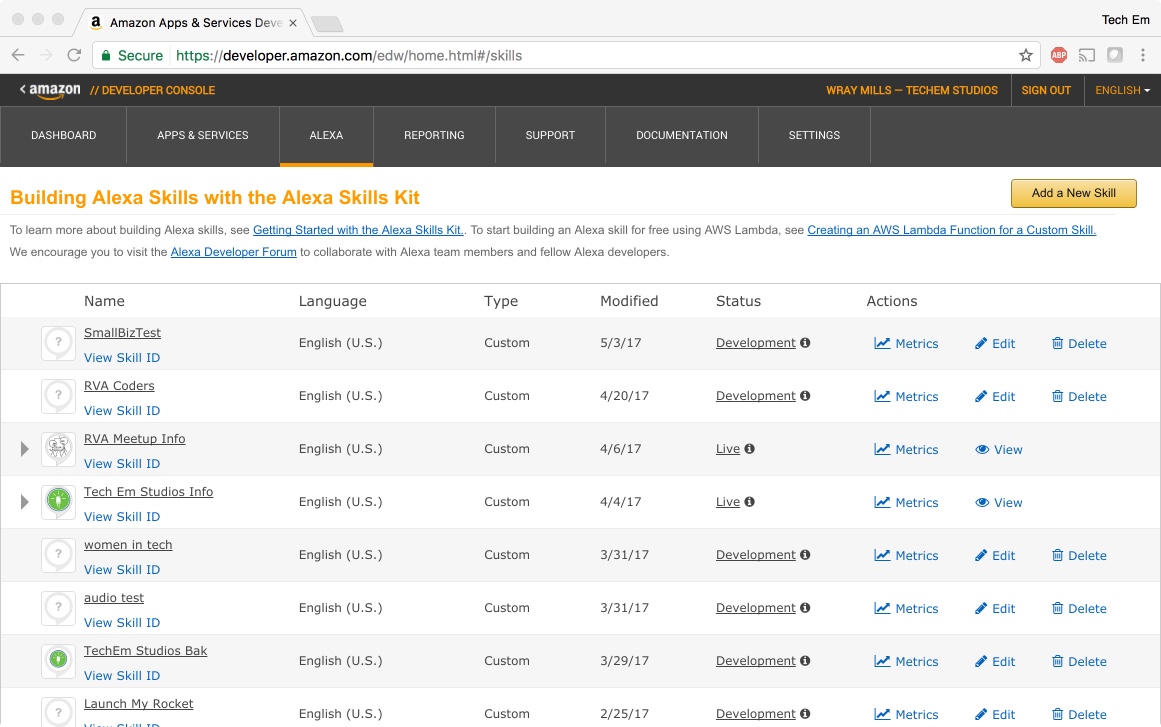 Amazon Apps & Services Deve
Tech Em
Secure https://developer.amazon.com/edw/home.html#/skills
ABP
amazon // DEVELOPER CONSOLE WRAY MILLS — TECHEM STUDIOS SIGN OUT ENGLISH
DASHBOARD APPS & SERVICES ALEXA REPORTING SUPPORT DOCUMENTATION SETTINGS
Building Alexa Skills with the Alexa Skills Kit
Add a New Skill
To learn more about building Alexa skills, see Getting Started with the Alexa Skills Kit.. To start building an Alexa skill for free using AWS Lambda, see Creating an AWS Lambda Function for a Custom Skill.
We encourage you to visit the Alexa Developer Forum to collaborate with Alexa team members and fellow Alexa developers.
Name Language Type Modified Status Actions
SmallBizTest
English (U.S.) Custom 5/3/17 Development Metrics Edit Delete
View Skill ID
RVA Coders
English (U.S.) Custom 4/20/17 Development Metrics Edit Delete
View Skill ID
RVA Meetup Info
English (U.S.) Custom 4/6/17 Live Metrics View
View Skill ID
Tech Em Studios Info
English (U.S.) Custom 4/4/17 Live Metrics View
View Skill ID
women in tech
English (U.S.) Custom 3/31/17 Development Metrics Edit Delete
View Skill ID
audio test
English (U.S.) Custom 3/31/17 Development Metrics Edit Delete
View Skill ID
TechEm Studios Bak
English (U.S.) Custom 3/29/17 Development Metrics Edit Delete
View Skill ID
Launch My Rocket
English (U.S.) Custom 2/25/17 Development Metrics Edit Delete
View Skill ID